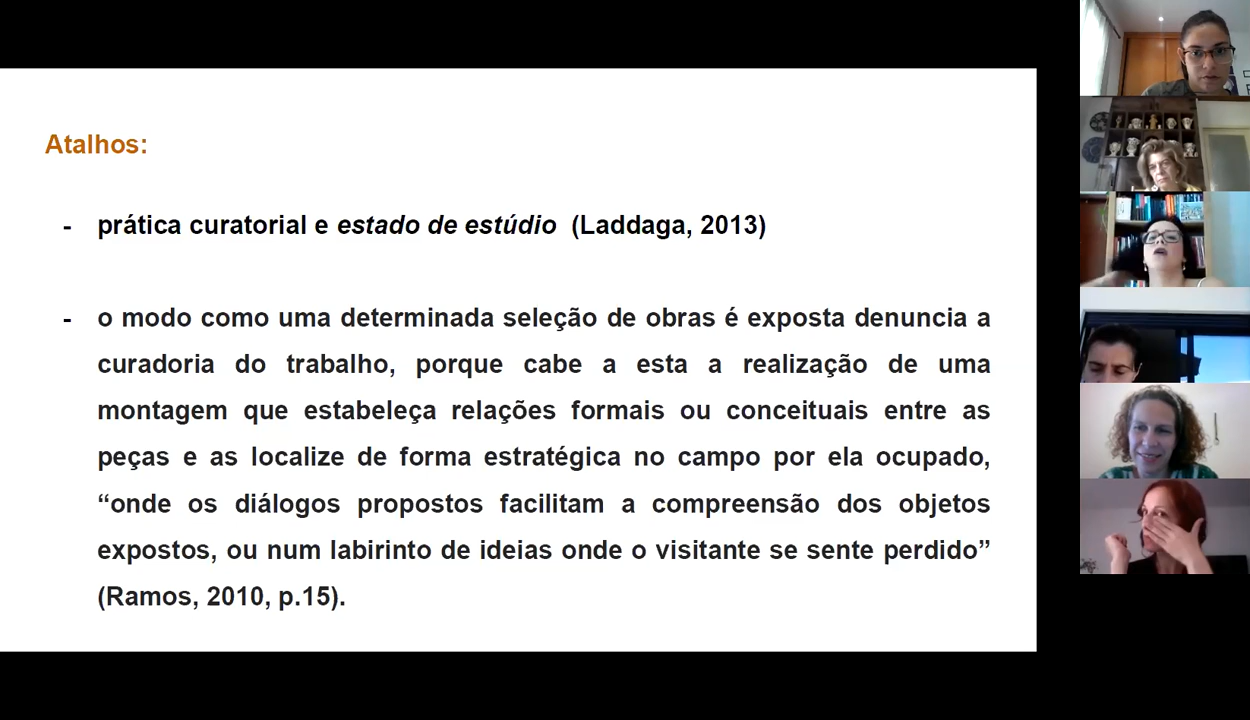 Atalhos:
- prática curatorial e estado de estúdio (Laddaga, 2013)
- o modo como uma determinada seleção de obras é exposta denuncia a
curadoria do trabalho, porque cabe a esta a realização de uma
montagem que estabeleça relações formais ou conceituais entre as
peças e as localize de forma estratégica no campo por ela ocupado,
“onde os diálogos propostos facilitam a compreensão dos objetos
expostos, ou num labirinto de ideias onde o visitante se sente perdido”
(Ramos, 2010, p.15).